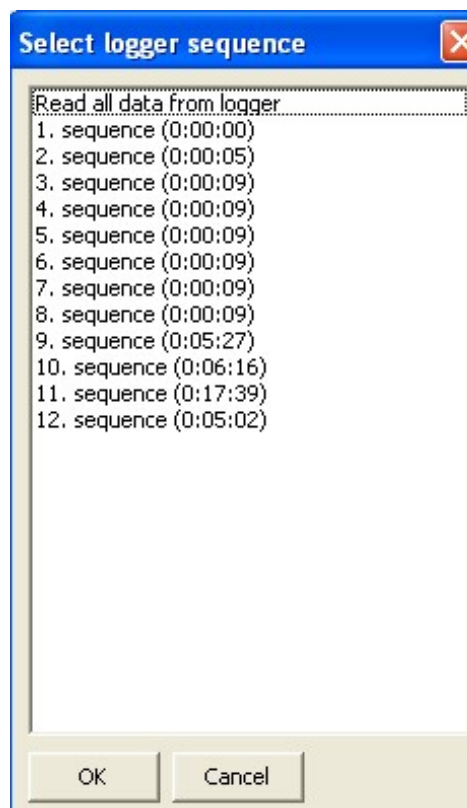 Select logger sequence
Read all data from logger
1. sequence (0:00:00)
2. sequence (0:00:05)
3. sequence (0:00:09)
4. sequence (0:00:09)
5. sequence (0:00:09)
6. sequence (0:00:09)
7. sequence (0:00:09)
8. sequence (0:00:09)
9. sequence (0:05:27)
10. sequence (0:06:16)
11. sequence (0:17:39)
12. sequence (0:05:02)
OK Cancel